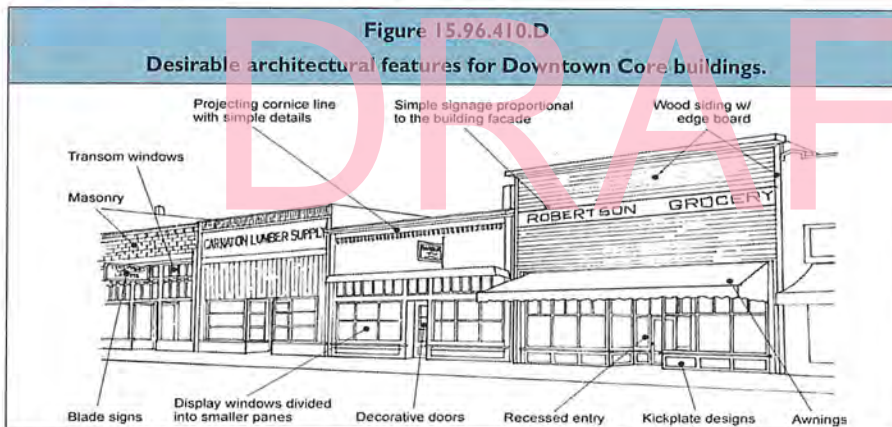 Figure 15.96.410.D
Desirable architectural features for Downtown Core buildings.
DRAF
Projecting cornice line
with simple details
Simple signage proportional
to the building facade
Wood siding w/
edge board
Transom windows
Masonry
CARNATION LUMBER SUPPLY
ROBERTSON GROCERY
Blade signs
Display windows divided
into smaller panes
Decorative doors
Recessed entry
Kickplate designs
Awnings